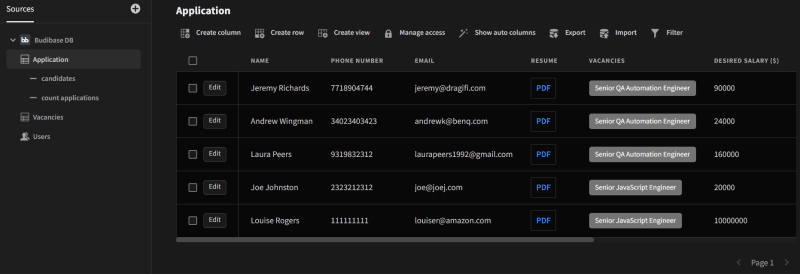 Sources
Application
Create column Create row Create view Manage access Show auto columns Export Import Filter
bb Budibase DB
Application
candidates
count applications
Vacancies
Users
NAME PHONE NUMBER EMAIL RESUME VACANCIES DESIRED SALARY ($)
Edit Jeremy Richards 7718904744 jeremy@dragifi.com PDF Senior QA Automation Engineer 90000
Edit Andrew Wingman 34023403423 andrewk@benq.com PDF Senior QA Automation Engineer 24000
Edit Laura Peers 9319832312 laurapeers1992@gmail.com PDF Senior QA Automation Engineer 160000
Edit Joe Johnston 2323212312 joe@joej.com PDF Senior JavaScript Engineer 20000
Edit Louise Rogers 111111111 louiser@amazon.com PDF Senior JavaScript Engineer 10000000
Page 1